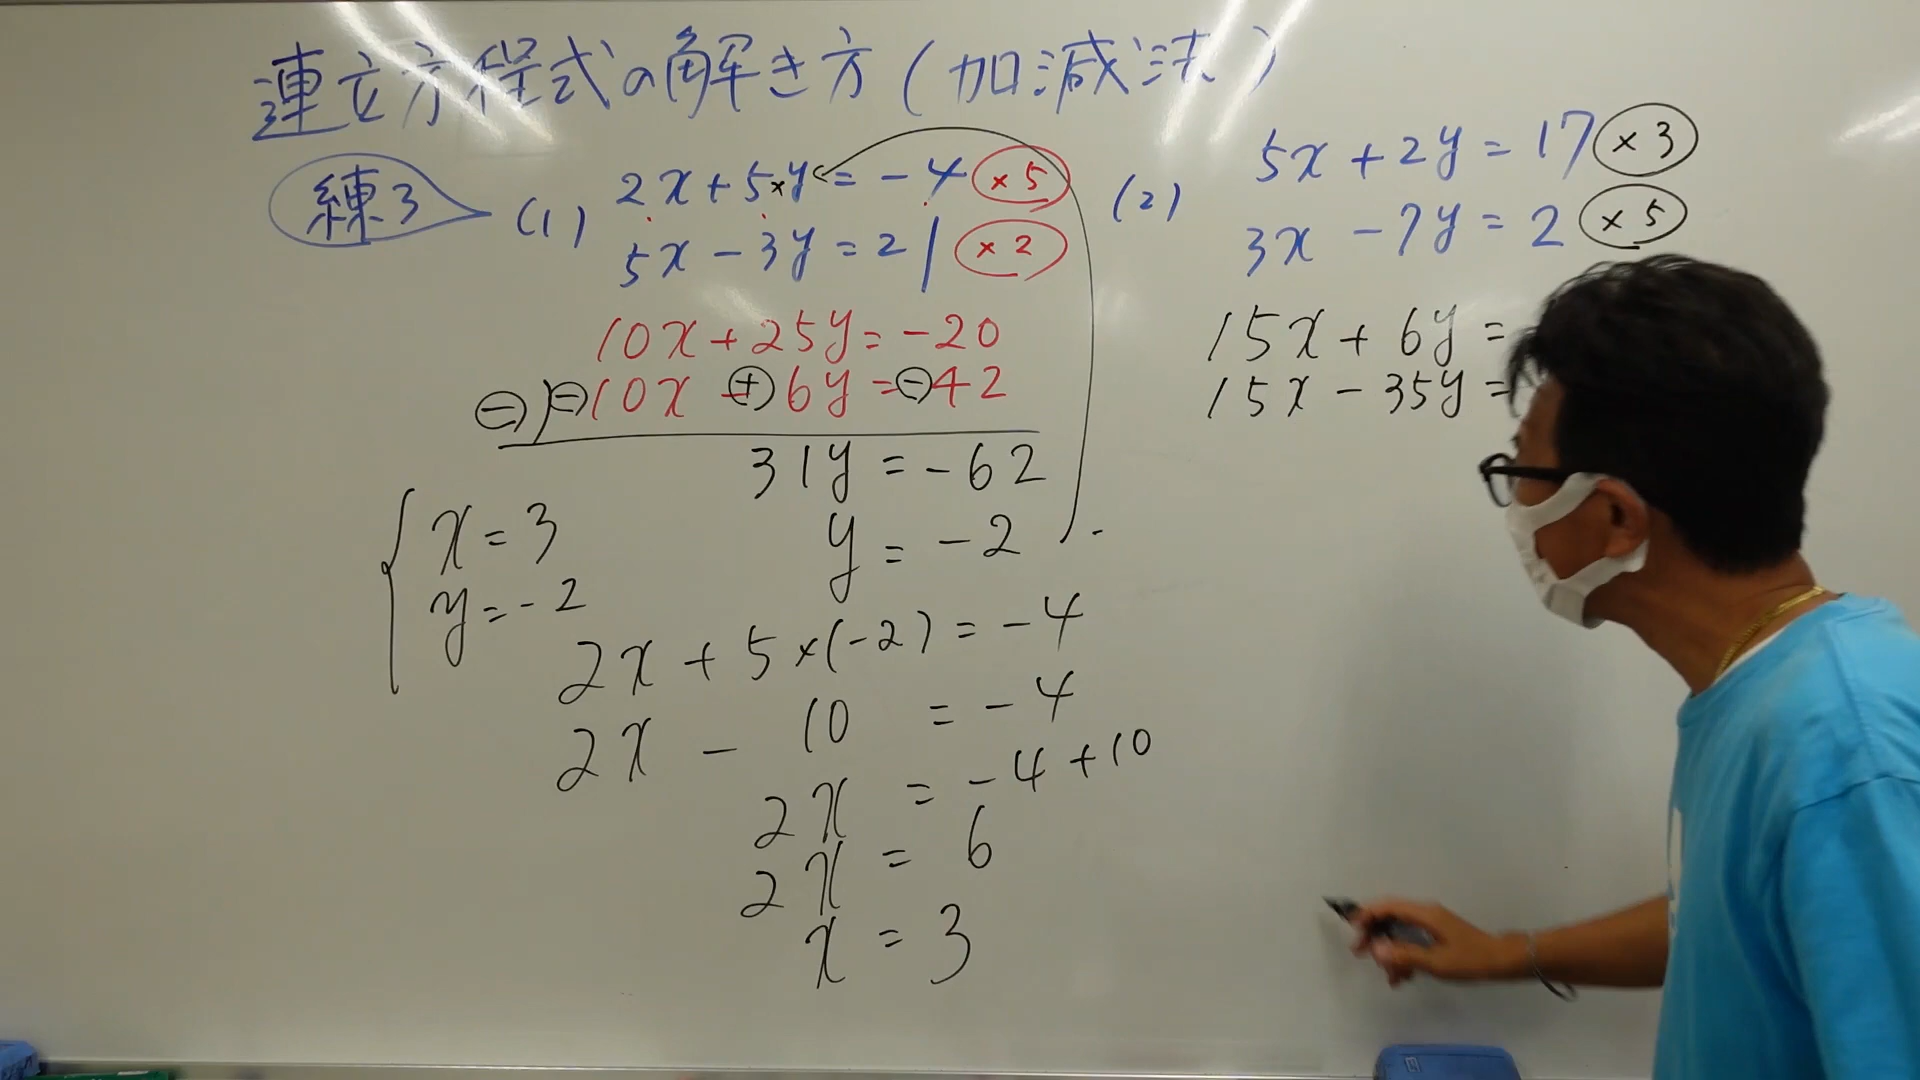 連立方程式の解き方(加減法)
練3
(1) 2x+5×y=-4 ×5
5x-3y=21 ×2
10x+25y=-20
⊖)⊖10x ⊕6y=⊖42
31y=-62
y=-2
x=3
y=-2
2x+5×(-2)=-4
2x-10=-4
2x=-4+10
2x=6
x=3
(2) 5x+2y=17 ×3
3x-7y=2 ×5
15x+6y=
15x-35y=